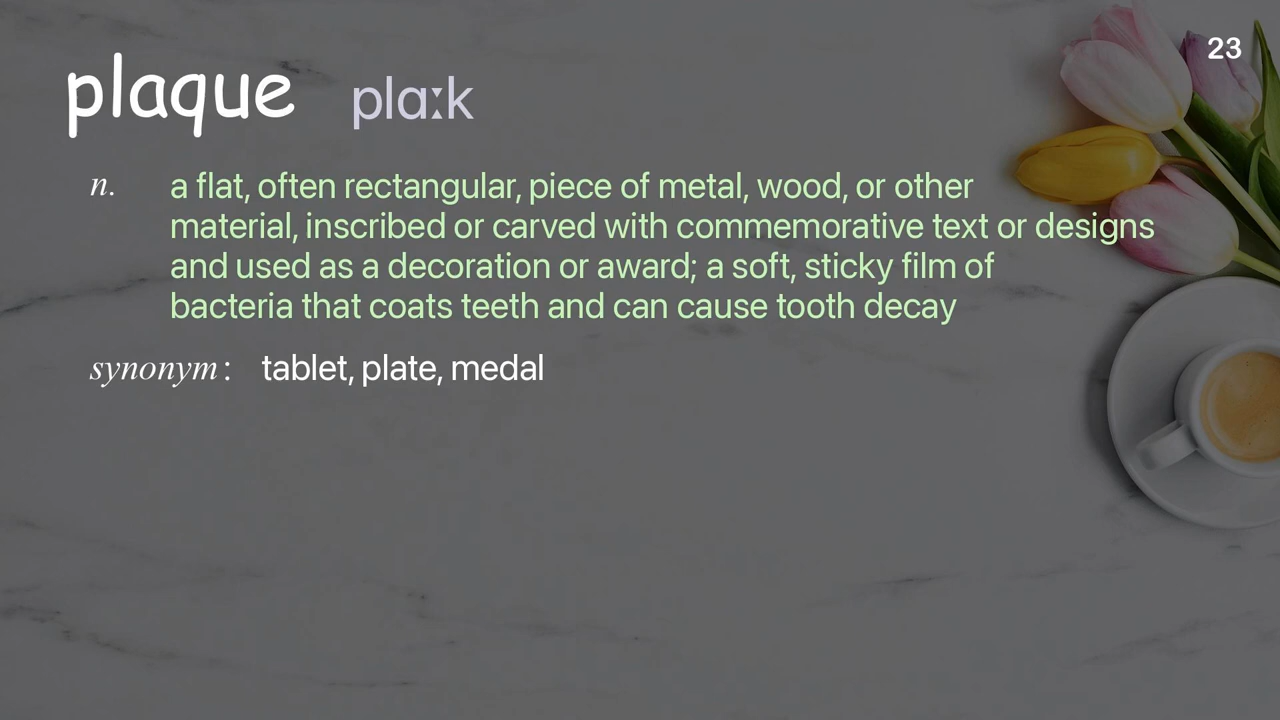 23
plaque plɑːk
n. a flat, often rectangular, piece of metal, wood, or other
material, inscribed or carved with commemorative text or designs
and used as a decoration or award; a soft, sticky film of
bacteria that coats teeth and can cause tooth decay
synonym: tablet, plate, medal